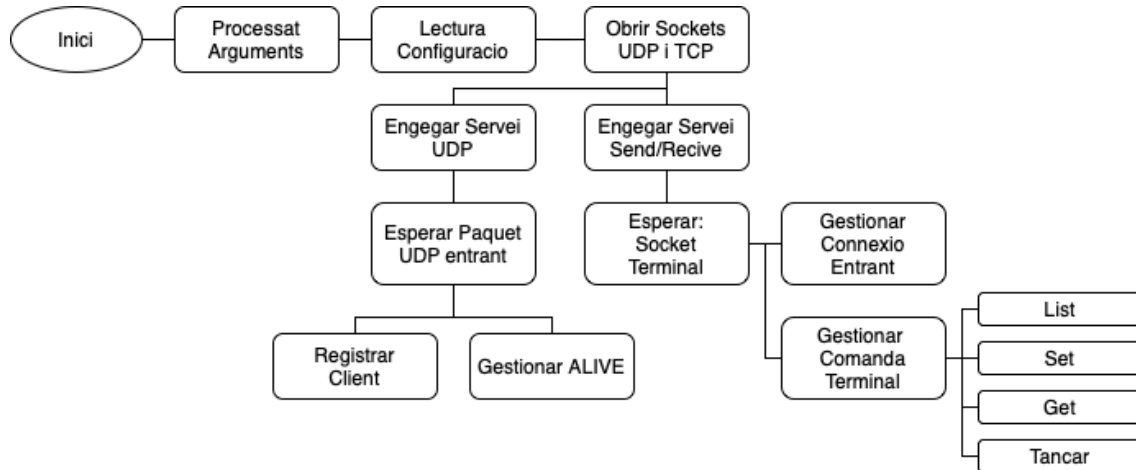 Inici
Processat
Arguments
Lectura
Configuracio
Obrir Sockets
UDP i TCP
Engegar Servei
UDP
Engegar Servei
Send/Recive
Esperar Paquet
UDP entrant
Esperar:
Socket
Terminal
Gestionar
Connexio
Entrant
Registrar
Client
Gestionar ALIVE
Gestionar
Comanda
Terminal
List
Set
Get
Tancar